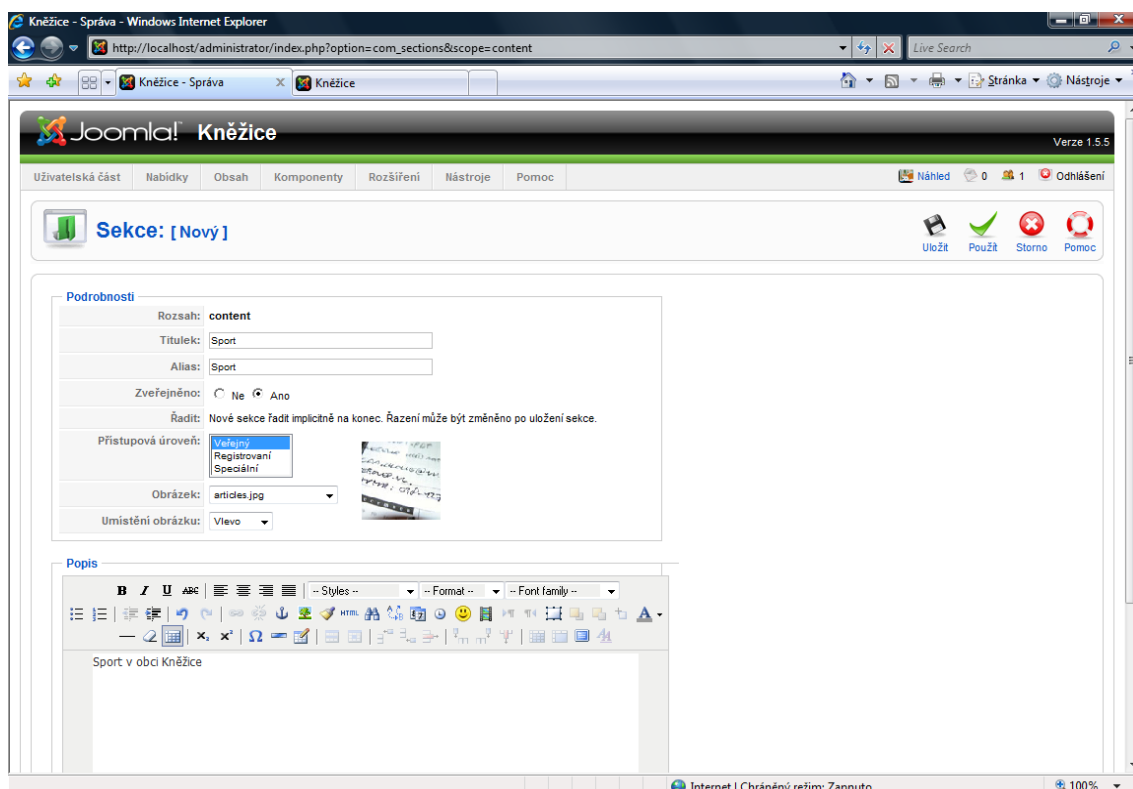 Kněžice - Správa - Windows Internet Explorer
http://localhost/administrator/index.php?option=com_sections&scope=content
Live Search
Kněžice - Správa
Kněžice
Stránka
Nástroje
Joomla! Kněžice
Verze 1.5.5
Uživatelská část Nabídky Obsah Komponenty Rozšíření Nástroje Pomoc
Náhled 0 1 Odhlášení
Sekce: [ Nový ]
Uložit Použít Storno Pomoc
Podrobnosti
Rozsah: content
Titulek: Sport
Alias: Sport
Zveřejněno: Ne Ano
Řadit: Nové sekce řadit implicitně na konec. Řazení může být změněno po uložení sekce.
Přístupová úroveň: Veřejný
Registrovaní
Speciální
Obrázek: articles.jpg
Umístění obrázku: Vlevo
Popis
B I U ABC -- Styles -- -- Format -- -- Font family --
HTML A
x₂ x² Ω
Sport v obci Kněžice
Internet | Chráněný režim: Zapnuto
100%